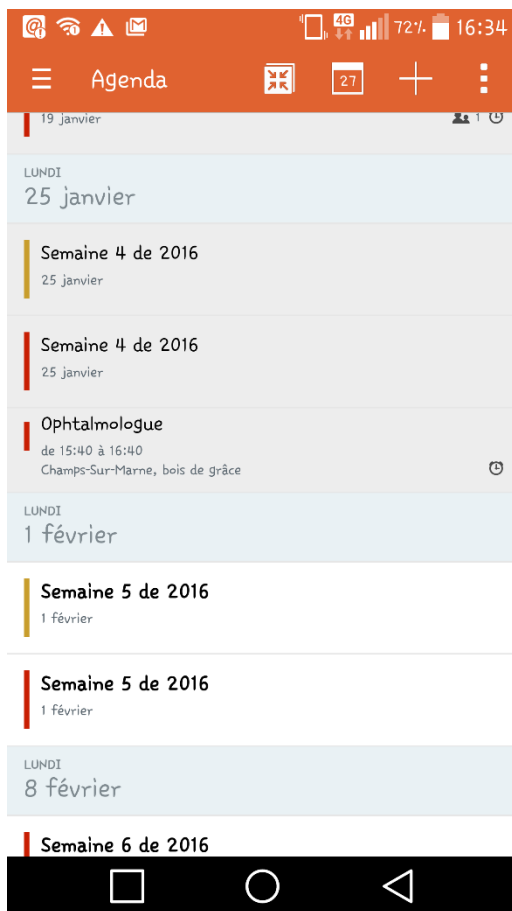 4G
72% 16:34
Agenda
27
19 janvier
1
LUNDI
25 janvier
Semaine 4 de 2016
25 janvier
Semaine 4 de 2016
25 janvier
Ophtalmologue
de 15:40 à 16:40
Champs-Sur-Marne, bois de grâce
LUNDI
1 février
Semaine 5 de 2016
1 février
Semaine 5 de 2016
1 février
LUNDI
8 février
Semaine 6 de 2016